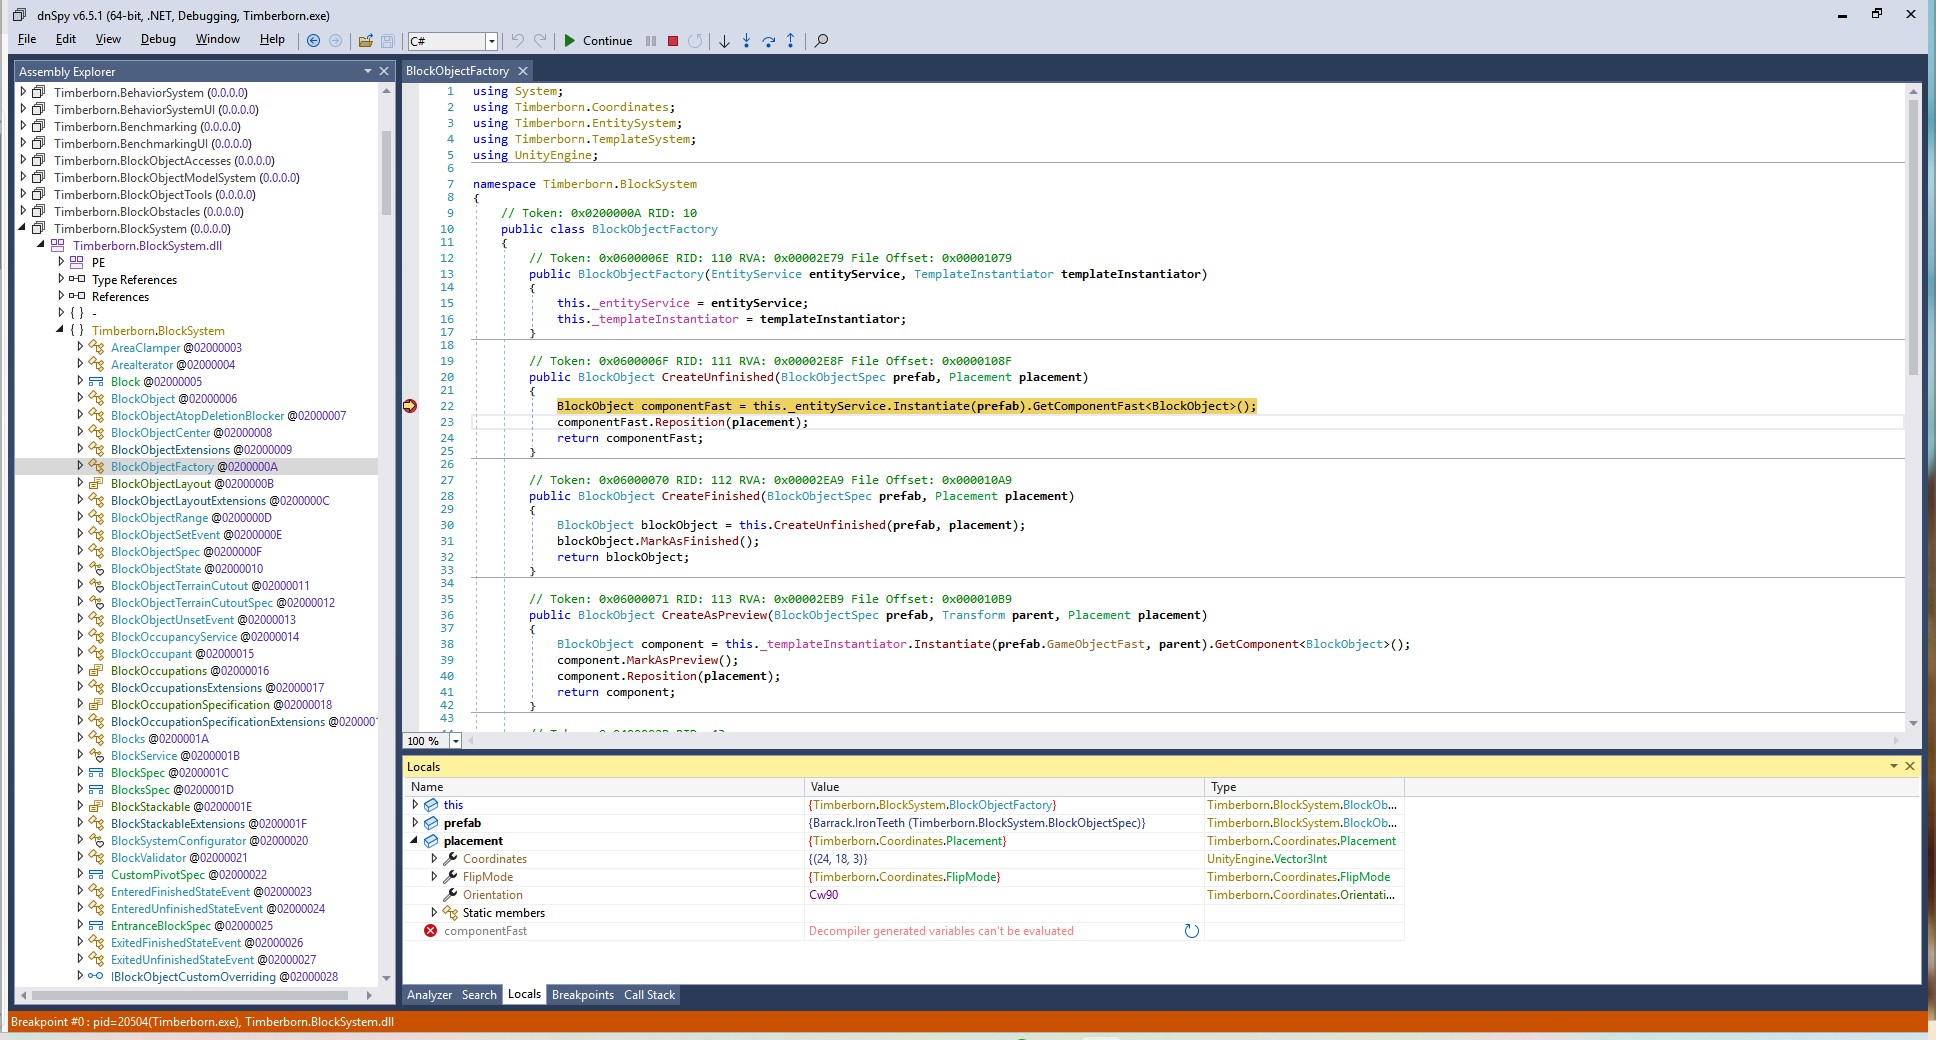 dnSpy v6.5.1 (64-bit, .NET, Debugging, Timberborn.exe)
File Edit View Debug Window Help C# Continue
Assembly Explorer
Timberborn.BehaviorSystem (0.0.0.0)
Timberborn.BehaviorSystemUI (0.0.0.0)
Timberborn.Benchmarking (0.0.0.0)
Timberborn.BenchmarkingUI (0.0.0.0)
Timberborn.BlockObjectAccesses (0.0.0.0)
Timberborn.BlockObjectModelSystem (0.0.0.0)
Timberborn.BlockObjectTools (0.0.0.0)
Timberborn.BlockObstacles (0.0.0.0)
Timberborn.BlockSystem (0.0.0.0)
Timberborn.BlockSystem.dll
PE
Type References
References
{ } -
{ } Timberborn.BlockSystem
AreaClamper @02000003
AreaIterator @02000004
Block @02000005
BlockObject @02000006
BlockObjectAtopDeletionBlocker @02000007
BlockObjectCenter @02000008
BlockObjectExtensions @02000009
BlockObjectFactory @0200000A
BlockObjectLayout @0200000B
BlockObjectLayoutExtensions @0200000C
BlockObjectRange @0200000D
BlockObjectSetEvent @0200000E
BlockObjectSpec @0200000F
BlockObjectState @02000010
BlockObjectTerrainCutout @02000011
BlockObjectTerrainCutoutSpec @02000012
BlockObjectUnsetEvent @02000013
BlockOccupancyService @02000014
BlockOccupant @02000015
BlockOccupations @02000016
BlockOccupationsExtensions @02000017
BlockOccupationSpecification @02000018
BlockOccupationSpecificationExtensions @0200001
Blocks @0200001A
BlockService @0200001B
BlockSpec @0200001C
BlocksSpec @0200001D
BlockStackable @0200001E
BlockStackableExtensions @0200001F
BlockSystemConfigurator @02000020
BlockValidator @02000021
CustomPivotSpec @02000022
EnteredFinishedStateEvent @02000023
EnteredUnfinishedStateEvent @02000024
EntranceBlockSpec @02000025
ExitedFinishedStateEvent @02000026
ExitedUnfinishedStateEvent @02000027
IBlockObjectCustomOverriding @02000028
BlockObjectFactory
1 using System;
2 using Timberborn.Coordinates;
3 using Timberborn.EntitySystem;
4 using Timberborn.TemplateSystem;
5 using UnityEngine;
6
7 namespace Timberborn.BlockSystem
8 {
9 // Token: 0x0200000A RID: 10
10 public class BlockObjectFactory
11 {
12 // Token: 0x0600006E RID: 110 RVA: 0x00002E79 File Offset: 0x00001079
13 public BlockObjectFactory(EntityService entityService, TemplateInstantiator templateInstantiator)
14 {
15 this._entityService = entityService;
16 this._templateInstantiator = templateInstantiator;
17 }
18
19 // Token: 0x0600006F RID: 111 RVA: 0x00002E8F File Offset: 0x0000108F
20 public BlockObject CreateUnfinished(BlockObjectSpec prefab, Placement placement)
21 {
22 BlockObject componentFast = this._entityService.Instantiate(prefab).GetComponentFast<BlockObject>();
23 componentFast.Reposition(placement);
24 return componentFast;
25 }
26
27 // Token: 0x06000070 RID: 112 RVA: 0x00002EA9 File Offset: 0x000010A9
28 public BlockObject CreateFinished(BlockObjectSpec prefab, Placement placement)
29 {
30 BlockObject blockObject = this.CreateUnfinished(prefab, placement);
31 blockObject.MarkAsFinished();
32 return blockObject;
33 }
34
35 // Token: 0x06000071 RID: 113 RVA: 0x00002EB9 File Offset: 0x000010B9
36 public BlockObject CreateAsPreview(BlockObjectSpec prefab, Transform parent, Placement placement)
37 {
38 BlockObject component = this._templateInstantiator.Instantiate(prefab.GameObjectFast, parent).GetComponent<BlockObject>();
39 component.MarkAsPreview();
40 component.Reposition(placement);
41 return component;
42 }
43
100 %
Locals
Name Value Type
this {Timberborn.BlockSystem.BlockObjectFactory} Timberborn.BlockSystem.BlockOb...
prefab {Barrack.IronTeeth (Timberborn.BlockSystem.BlockObjectSpec)} Timberborn.BlockSystem.BlockOb...
placement {Timberborn.Coordinates.Placement} Timberborn.Coordinates.Placement
Coordinates {(24, 18, 3)} UnityEngine.Vector3Int
FlipMode {Timberborn.Coordinates.FlipMode} Timberborn.Coordinates.FlipMode
Orientation Cw90 Timberborn.Coordinates.Orientati...
Static members
componentFast Decompiler generated variables can't be evaluated
Analyzer Search Locals Breakpoints Call Stack
Breakpoint #0 : pid=20504(Timberborn.exe), Timberborn.BlockSystem.dll